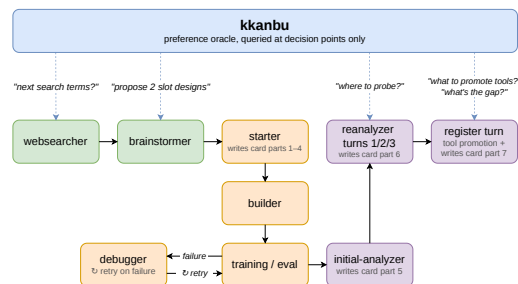 kkanbu
preference oracle, queried at decision points only
"next search terms?"
"propose 2 slot designs"
"where to probe?"
"what to promote tools?
"what's the gap?"
websearcher
brainstormer
starter
writes card parts 1–4
reanalyzer
turns 1/2/3
writes card part 6
register turn
tool promotion +
writes card part 7
builder
debugger
↻ retry on failure
failure
↻ retry
training / eval
initial-analyzer
writes card part 5